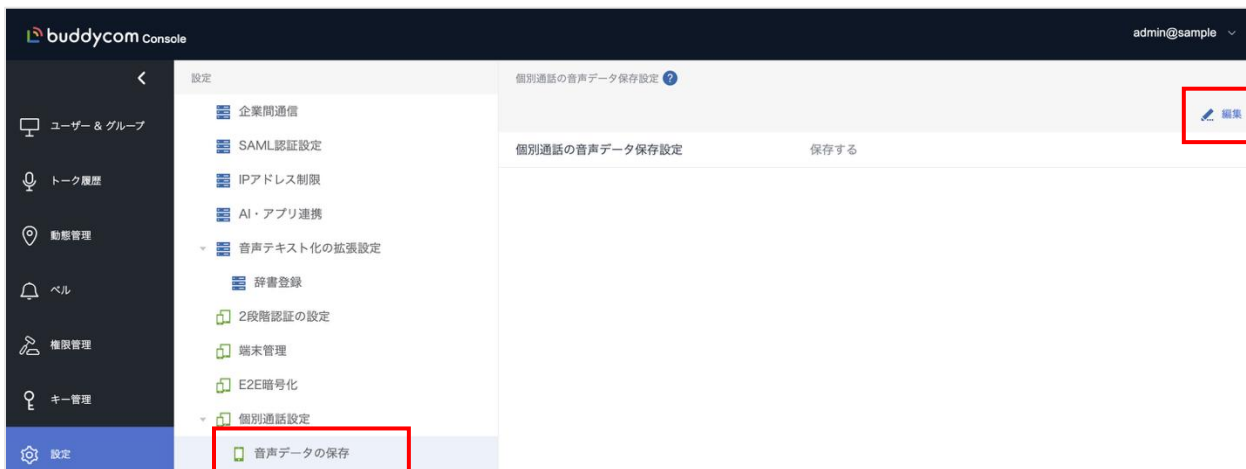 buddycom Console
admin@sample
設定
個別通話の音声データ保存設定 ?
企業間通信
編集
ユーザー & グループ
SAML認証設定
個別通話の音声データ保存設定 保存する
トーク履歴
IPアドレス制限
AI・アプリ連携
動態管理
音声テキスト化の拡張設定
辞書登録
ベル
2段階認証の設定
権限管理
端末管理
E2E暗号化
キー管理
個別通話設定
設定
音声データの保存